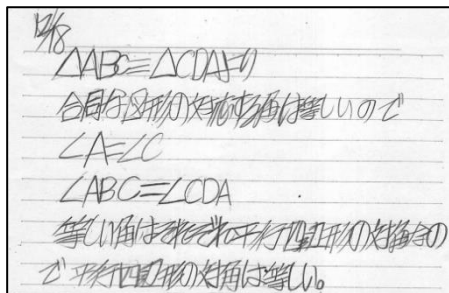 12/18
△ABC≡△CDAより
合同な図形の対応する角は等しいので
∠A=∠C
∠ABC=∠CDA
等しい角はそれぞれ平行四辺形の対角なの
で平行四辺形の対角は等しい。